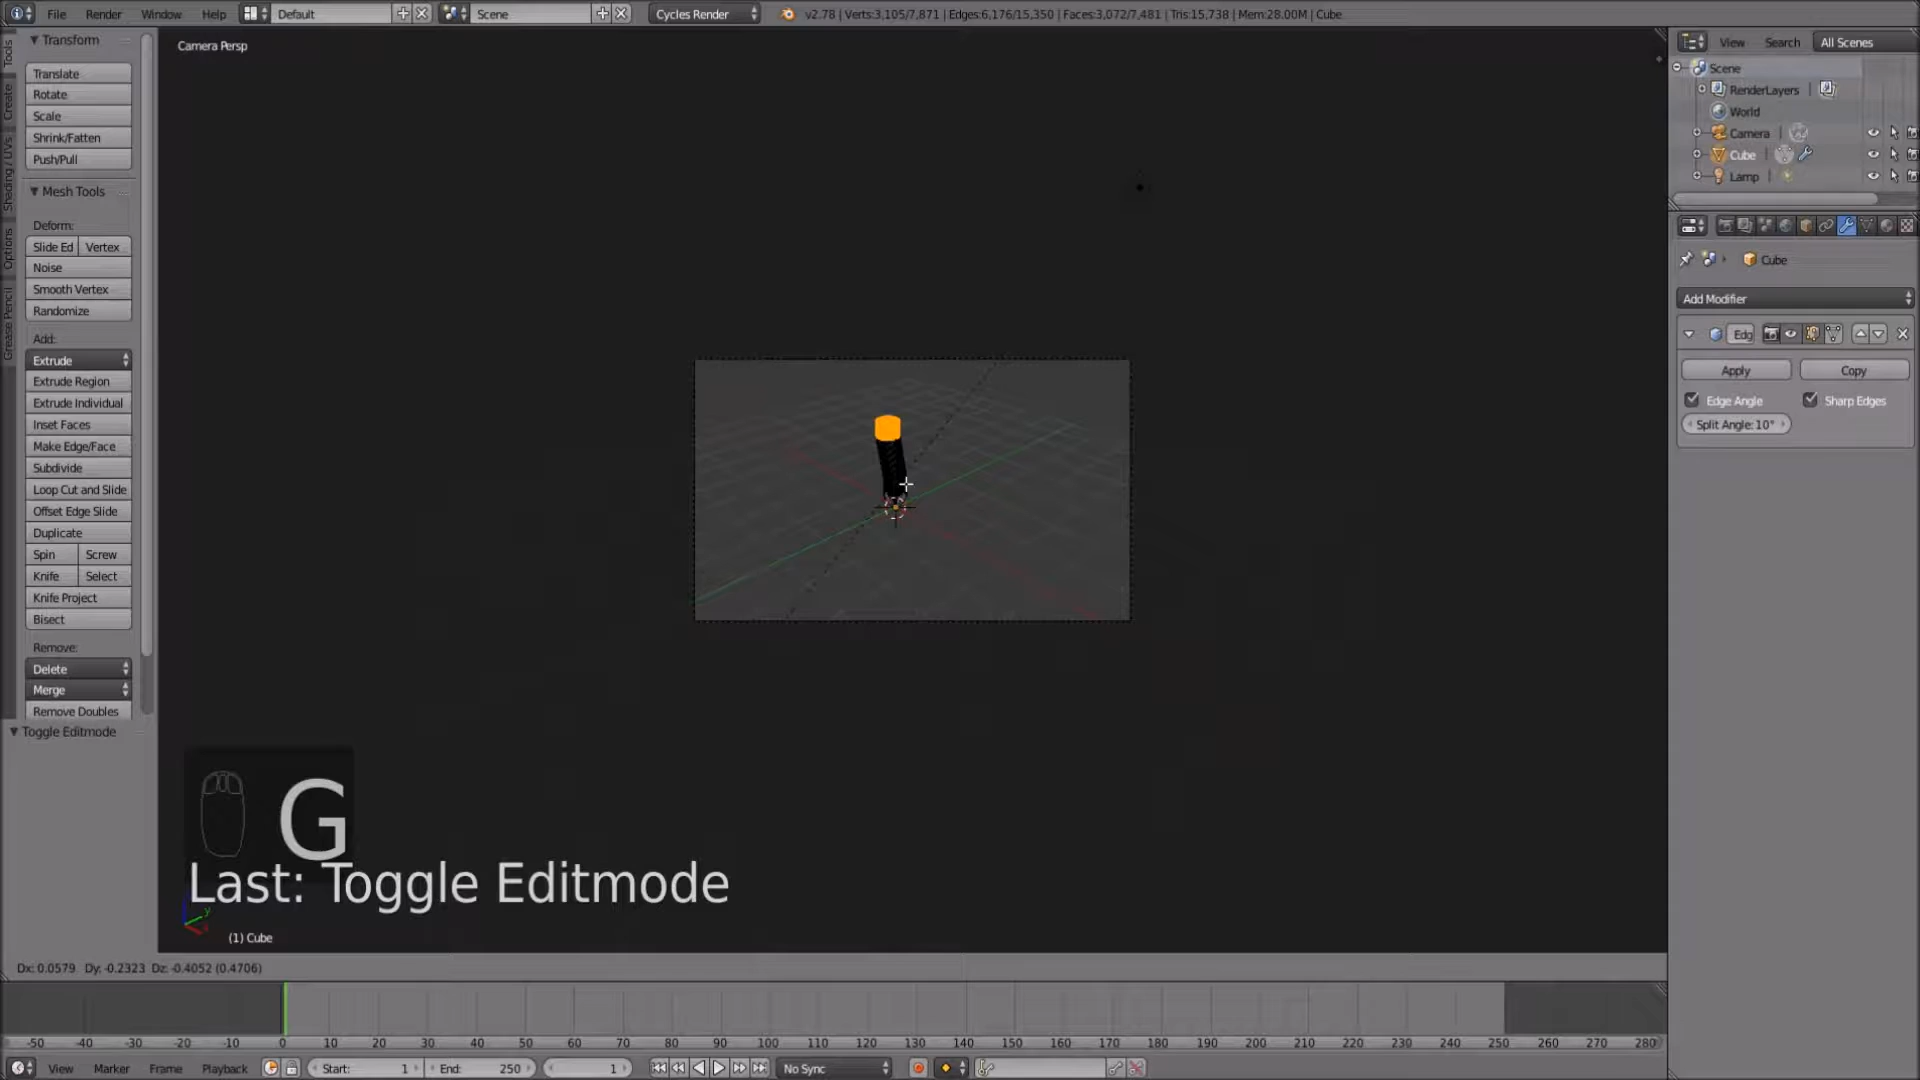 File Render Window Help Default Scene Cycles Render v2.78 | Verts:3,105/7,871 | Edges:6,176/15,350 | Faces:3,072/7,481 | Tris:15,738 | Mem:28.00M | Cube
Transform
Translate
Rotate
Scale
Shrink/Fatten
Push/Pull
Mesh Tools
Deform:
Slide Ed Vertex
Noise
Smooth Vertex
Randomize
Add:
Extrude
Extrude Region
Extrude Individual
Inset Faces
Make Edge/Face
Subdivide
Loop Cut and Slide
Offset Edge Slide
Duplicate
Spin Screw
Knife Select
Knife Project
Bisect
Remove:
Delete
Merge
Remove Doubles
Toggle Editmode
Tools
Create
Shading / UVs
Options
Grease Pencil
Camera Persp
G
Last: Toggle Editmode
y
(1) Cube
Dx: 0.0579 Dy: -0.2323 Dz: -0.4052 (0.4706)
View Search All Scenes
Scene
RenderLayers
World
Camera
Cube
Lamp
Cube
Add Modifier
Edg
Apply Copy
Edge Angle Sharp Edges
Split Angle: 10°
-50 -40 -30 -20 -10 0 10 20 30 40 50 60 70 80 90 100 110 120 130 140 150 160 170 180 190 200 210 220 230 240 250 260 270 280
View Marker Frame Playback Start: 1 End: 250 1 No Sync